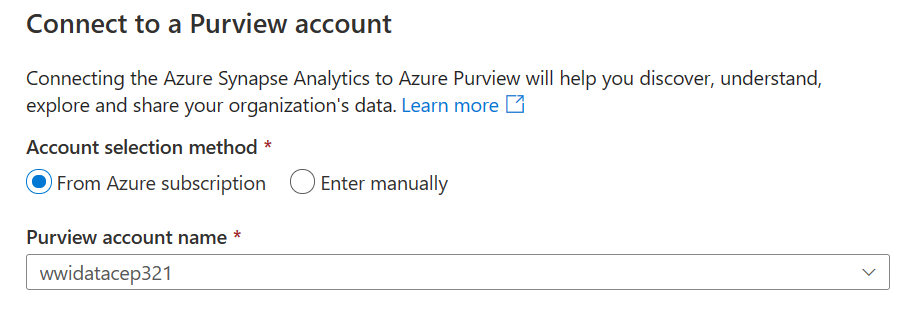 Connect to a Purview account
Connecting the Azure Synapse Analytics to Azure Purview will help you discover, understand,
explore and share your organization's data. Learn more
Account selection method *
From Azure subscription Enter manually
Purview account name *
wwidatacep321